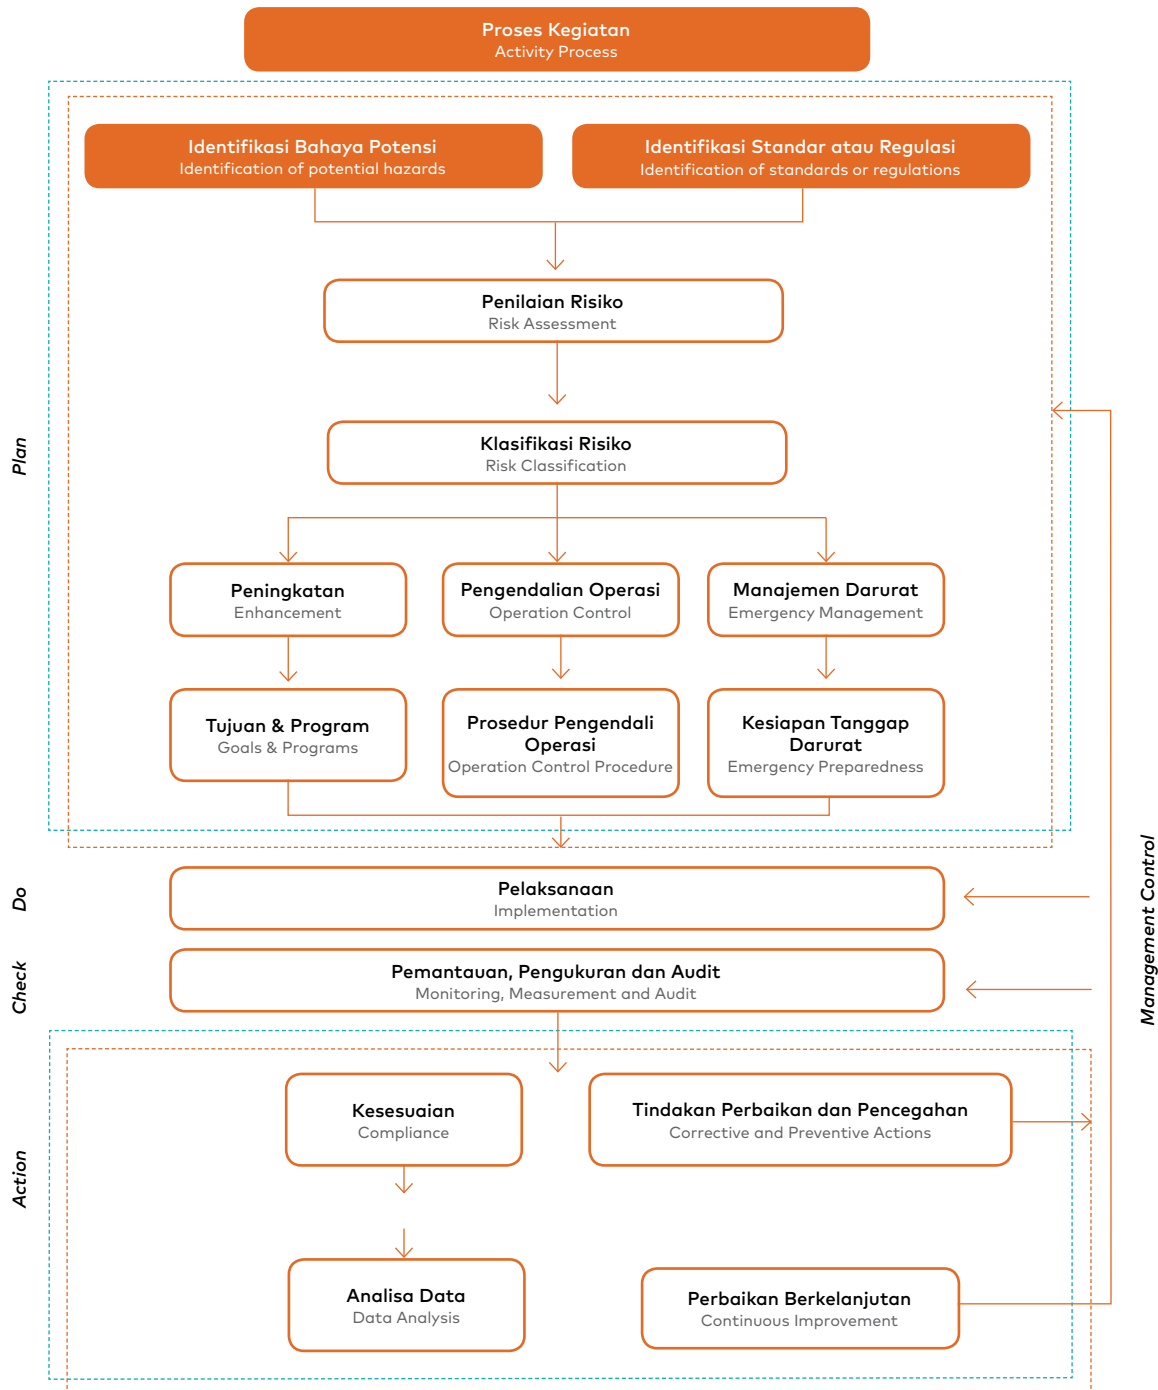 Proses Kegiatan
Activity Process
Identifikasi Bahaya Potensi
Identification of potential hazards
Identifikasi Standar atau Regulasi
Identification of standards or regulations
Penilaian Risiko
Risk Assessment
Klasifikasi Risiko
Risk Classification
Plan
Peningkatan
Enhancement
Pengendalian Operasi
Operation Control
Manajemen Darurat
Emergency Management
Tujuan & Program
Goals & Programs
Prosedur Pengendali
Operasi
Operation Control Procedure
Kesiapan Tanggap
Darurat
Emergency Preparedness
Do
Pelaksanaan
Implementation
Management Control
Check
Pemantauan, Pengukuran dan Audit
Monitoring, Measurement and Audit
Action
Kesesuaian
Compliance
Tindakan Perbaikan dan Pencegahan
Corrective and Preventive Actions
Analisa Data
Data Analysis
Perbaikan Berkelanjutan
Continuous Improvement